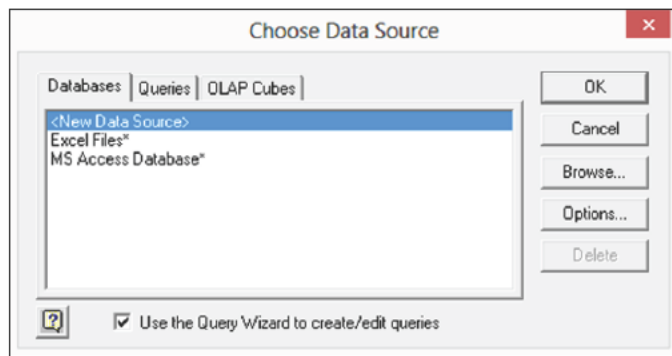 Choose Data Source
Databases Queries OLAP Cubes
<New Data Source>
Excel Files*
MS Access Database*
OK
Cancel
Browse...
Options...
Delete
Use the Query Wizard to create/edit queries